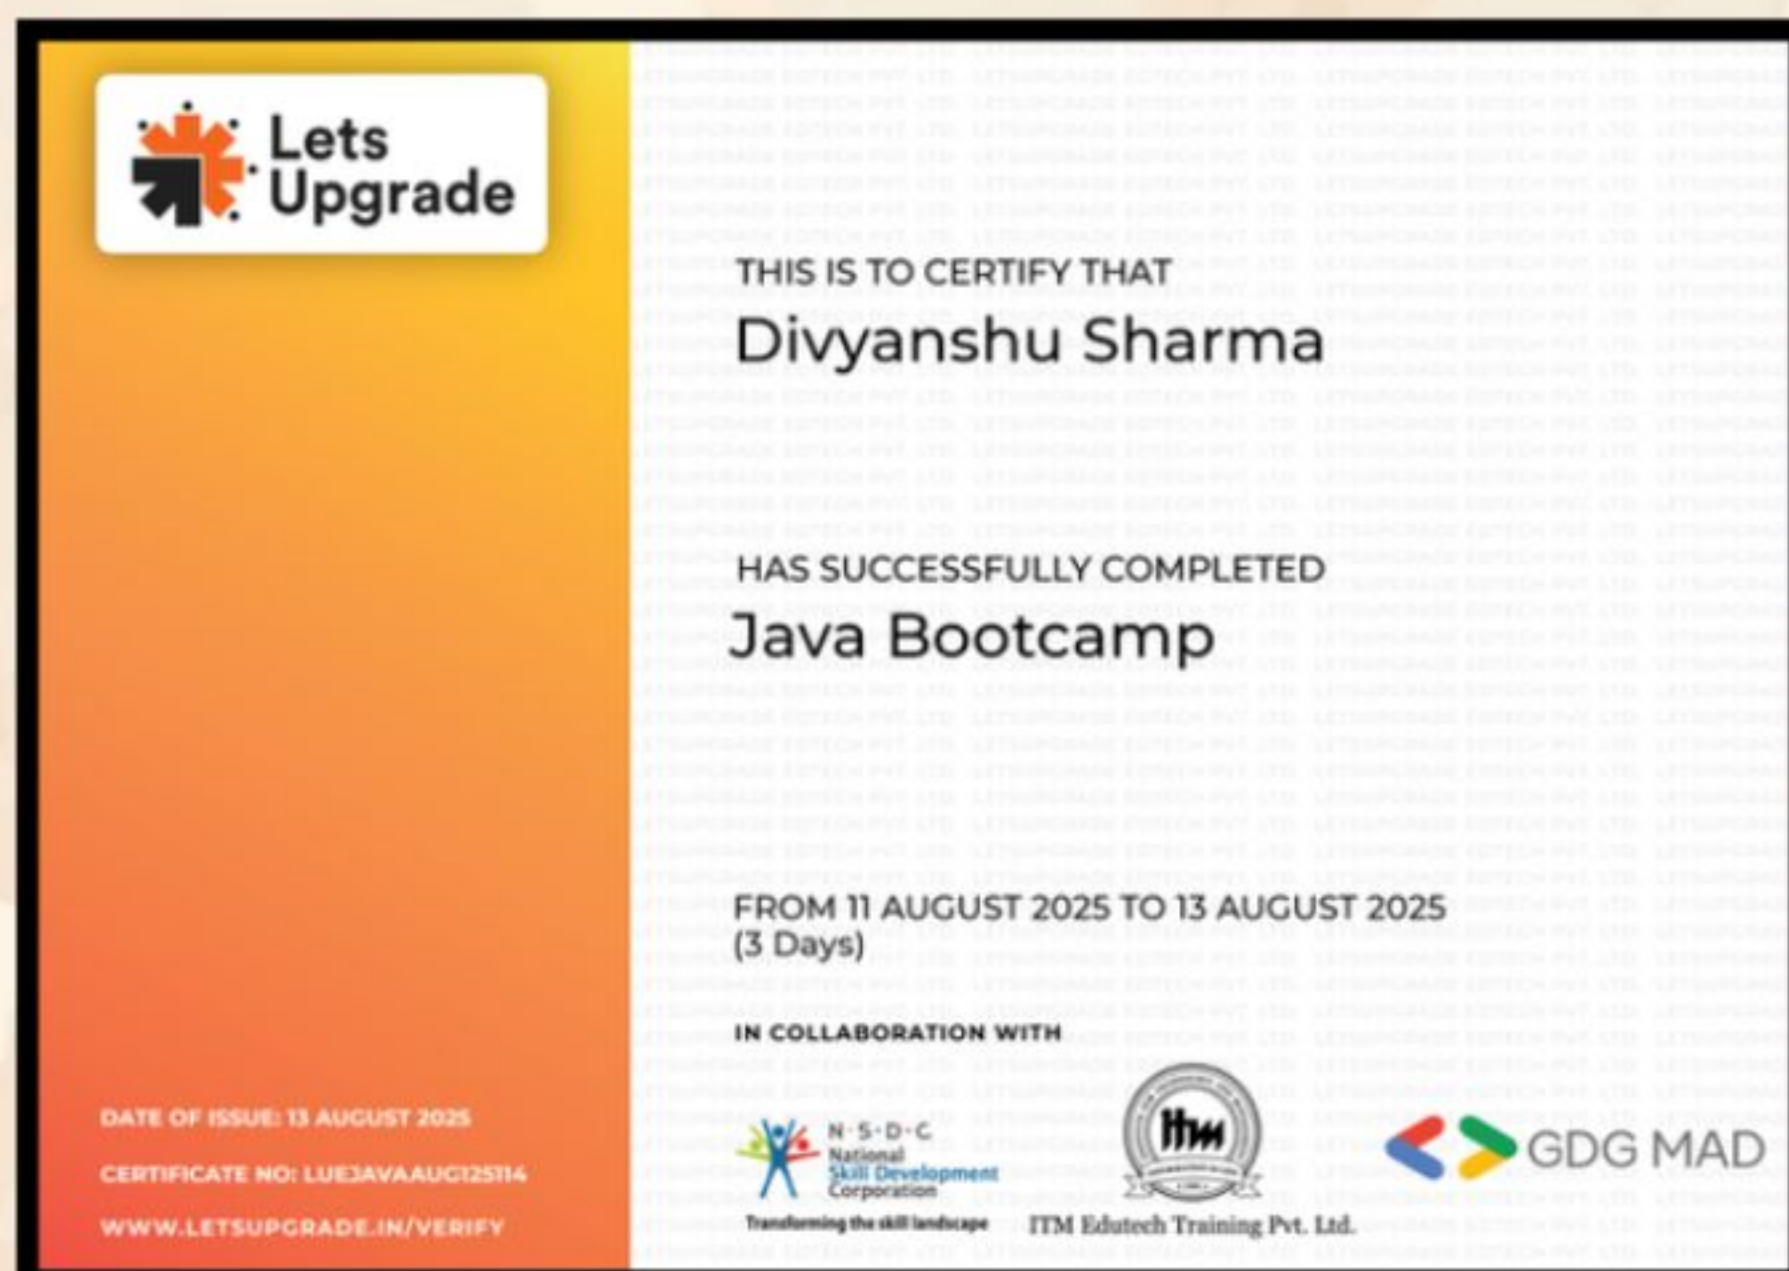 Lets
Upgrade
THIS IS TO CERTIFY THAT
Divyanshu Sharma
HAS SUCCESSFULLY COMPLETED
Java Bootcamp
FROM 11 AUGUST 2025 TO 13 AUGUST 2025
(3 Days)
IN COLLABORATION WITH
DATE OF ISSUE: 13 AUGUST 2025
CERTIFICATE NO: LUEJAVAAUG125114
WWW.LETSUPGRADE.IN/VERIFY
N·S·D·C
National
Skill Development
Corporation
Transforming the skill landscape
itm
ITM Edutech Training Pvt. Ltd.
GDG MAD